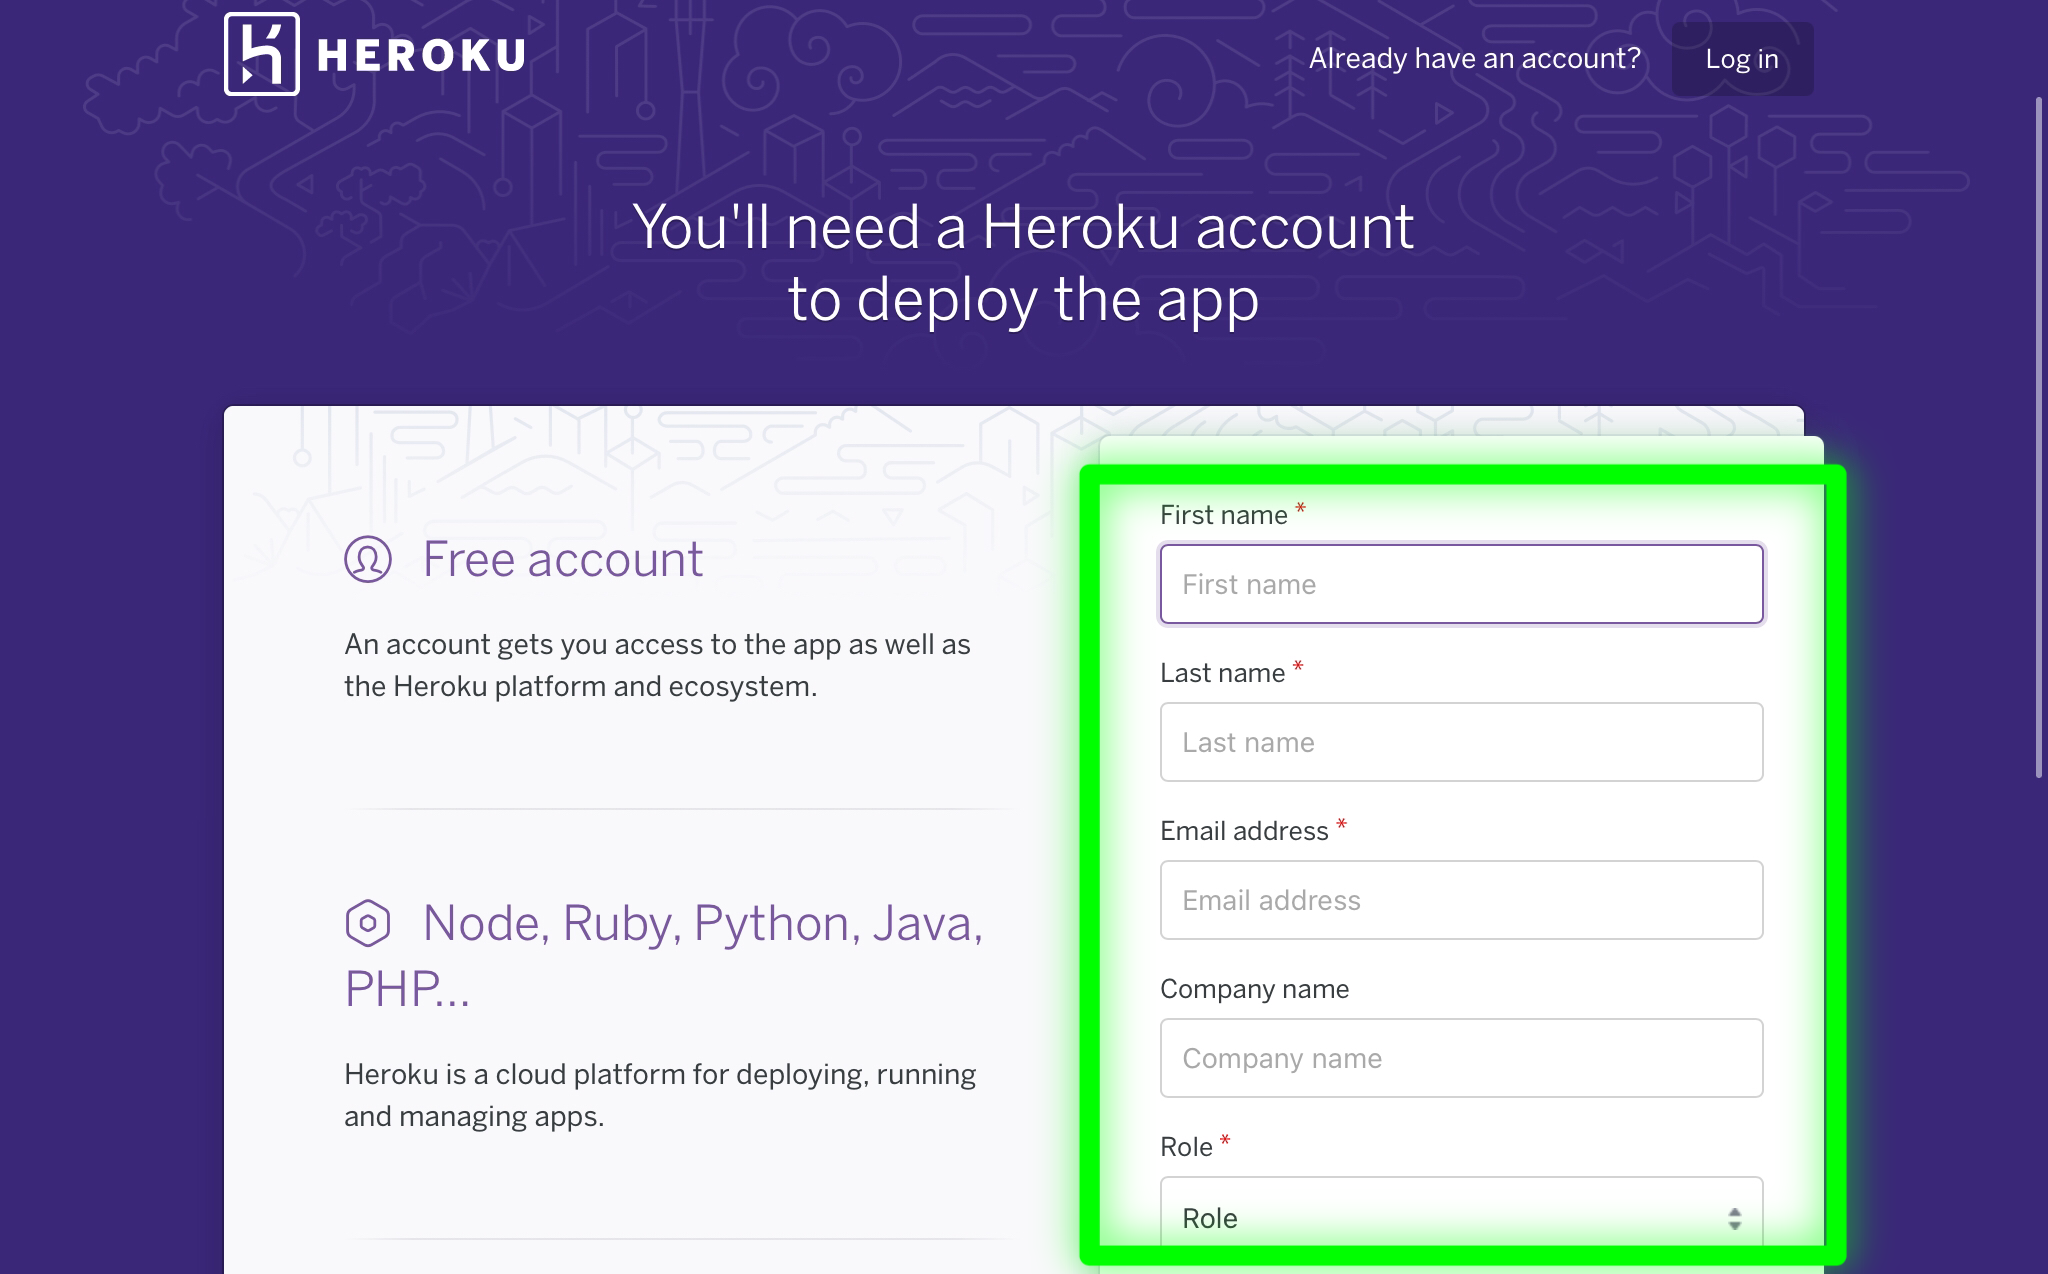 HEROKU
Already have an account?
Log in
You'll need a Heroku account
to deploy the app
Free account
An account gets you access to the app as well as
the Heroku platform and ecosystem.
Node, Ruby, Python, Java,
PHP...
Heroku is a cloud platform for deploying, running
and managing apps.
First name *
First name
Last name *
Last name
Email address *
Email address
Company name
Company name
Role *
Role